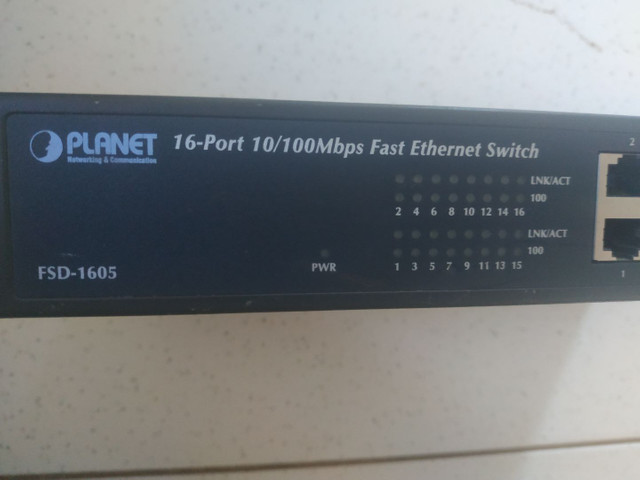 PLANET
Networking & Communication
16-Port 10/100Mbps Fast Ethernet Switch
LNK/ACT
100
2 4 6 8 10 12 14 16
LNK/ACT
100
1 3 5 7 9 11 13 15
PWR
FSD-1605
2
1